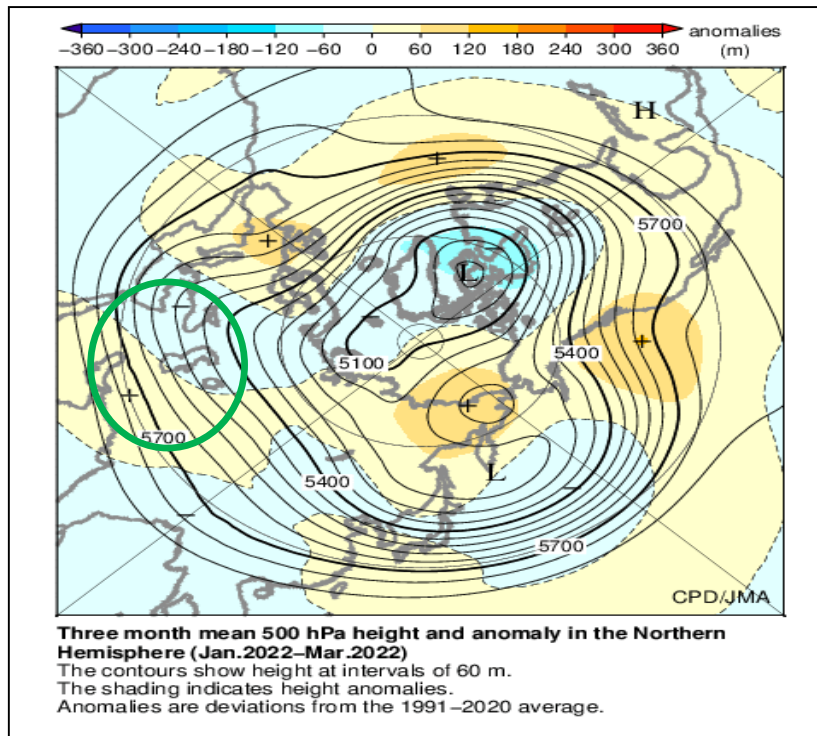 anomalies
−360 −300 −240 −180 −120 −60 0 60 120 180 240 300 360 (m)
H
5700
L
5100
5400
5700
5400
L
5700
CPD/JMA
Three month mean 500 hPa height and anomaly in the Northern
Hemisphere (Jan.2022−Mar.2022)
The contours show height at intervals of 60 m.
The shading indicates height anomalies.
Anomalies are deviations from the 1991−2020 average.